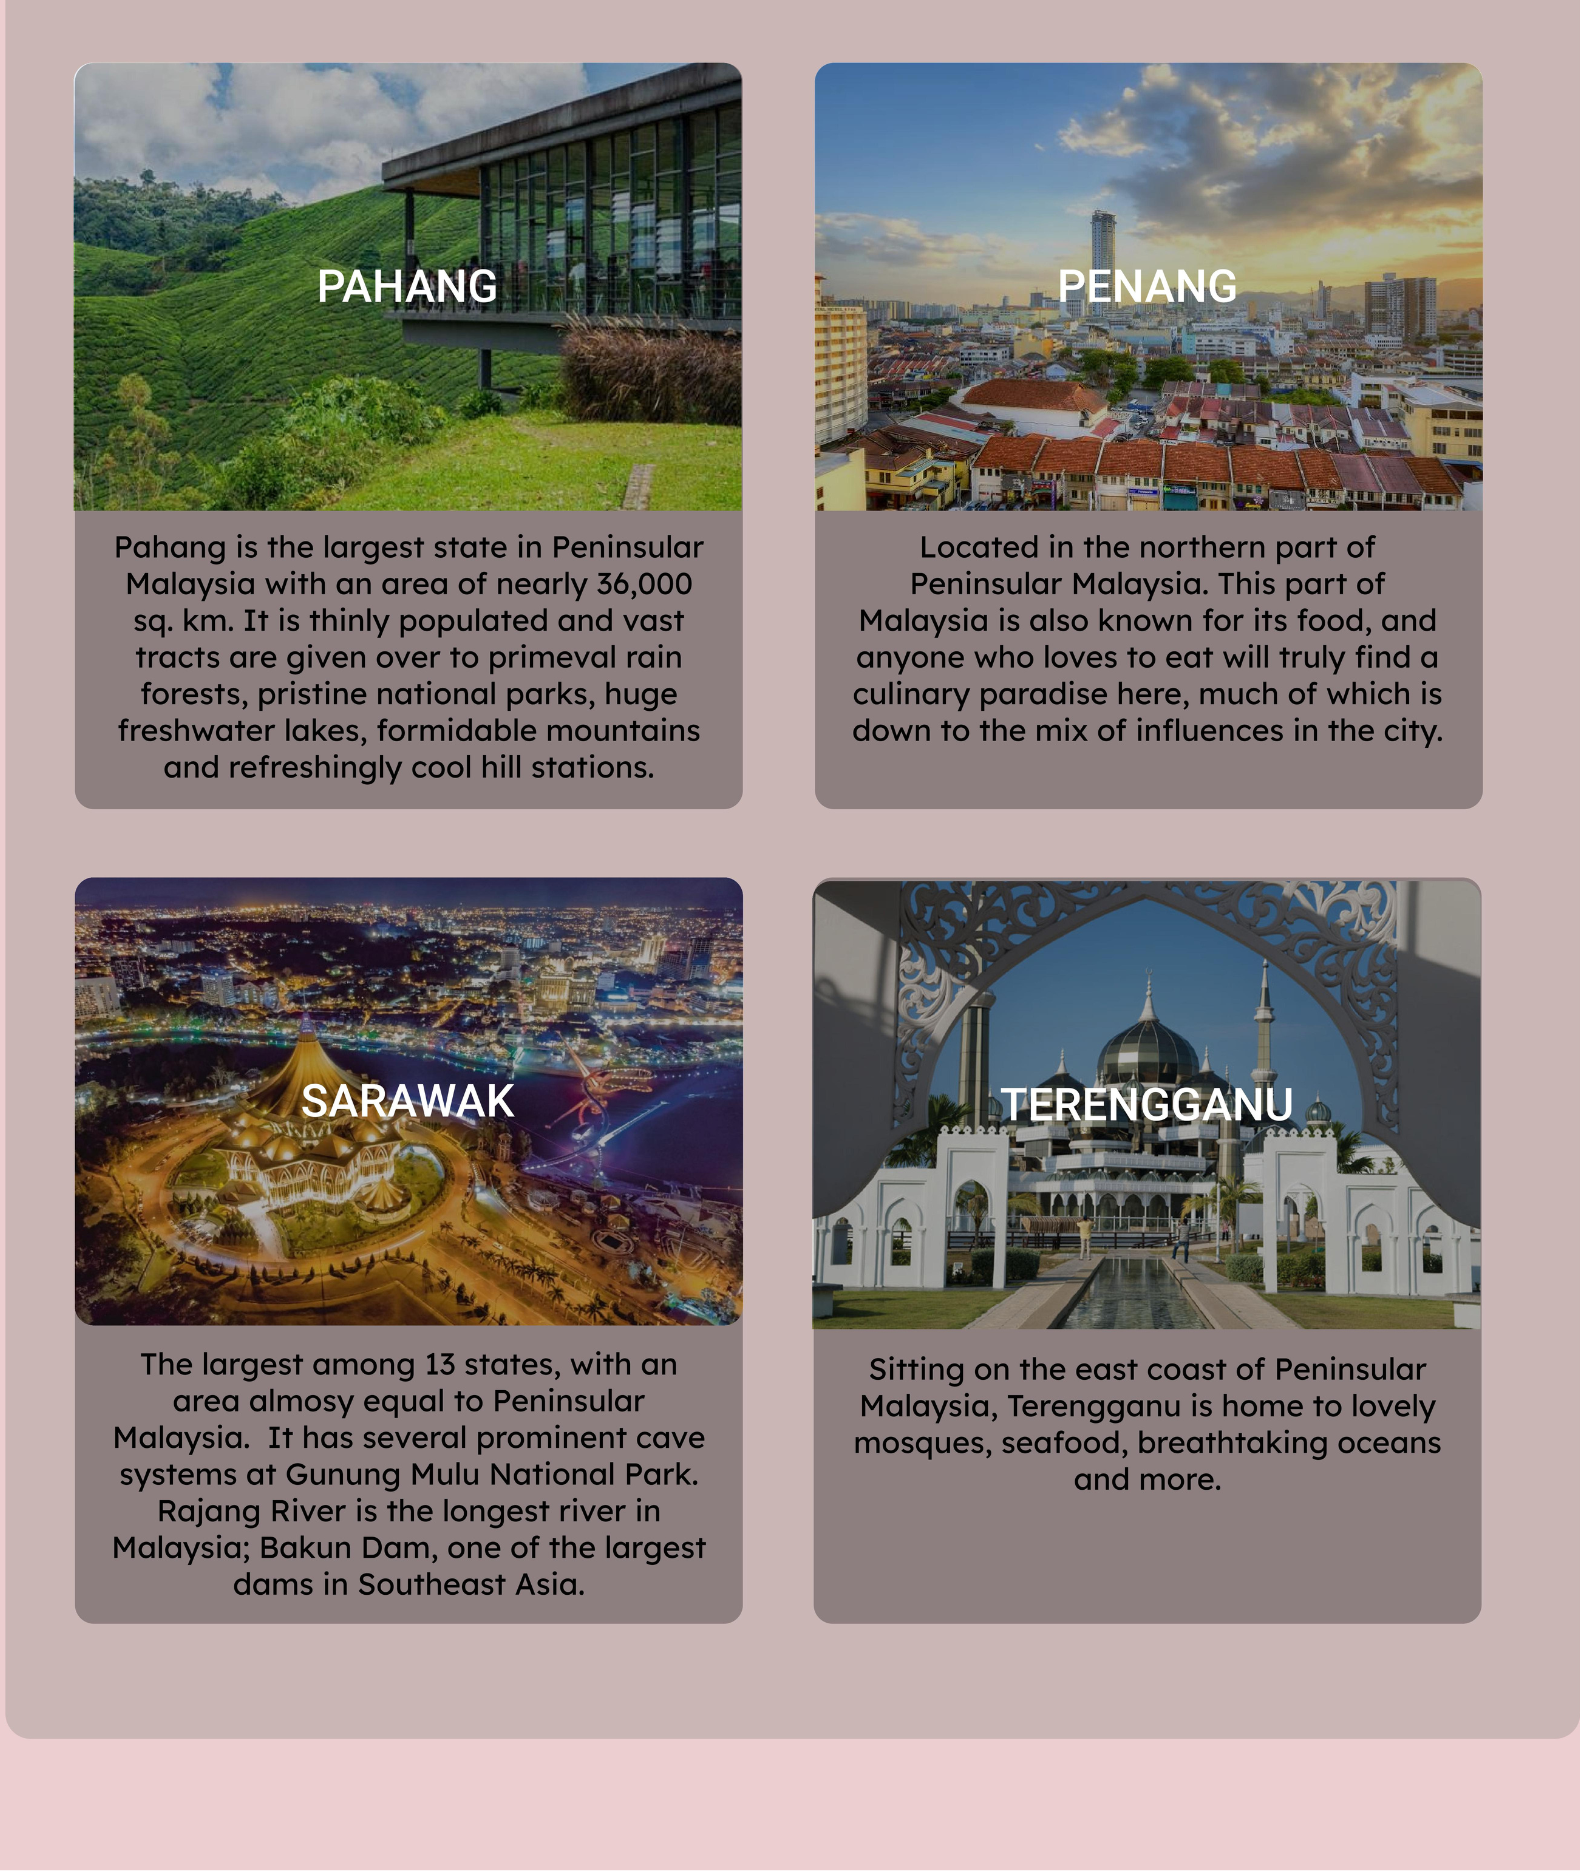 PAHANG
Pahang is the largest state in Peninsular
Malaysia with an area of nearly 36,000
sq. km. It is thinly populated and vast
tracts are given over to primeval rain
forests, pristine national parks, huge
freshwater lakes, formidable mountains
and refreshingly cool hill stations.
PENANG
Located in the northern part of
Peninsular Malaysia. This part of
Malaysia is also known for its food, and
anyone who loves to eat will truly find a
culinary paradise here, much of which is
down to the mix of influences in the city.
SARAWAK
The largest among 13 states, with an
area almosy equal to Peninsular
Malaysia.  It has several prominent cave
systems at Gunung Mulu National Park.
Rajang River is the longest river in
Malaysia; Bakun Dam, one of the largest
dams in Southeast Asia.
TERENGGANU
Sitting on the east coast of Peninsular
Malaysia, Terengganu is home to lovely
mosques, seafood, breathtaking oceans
and more.